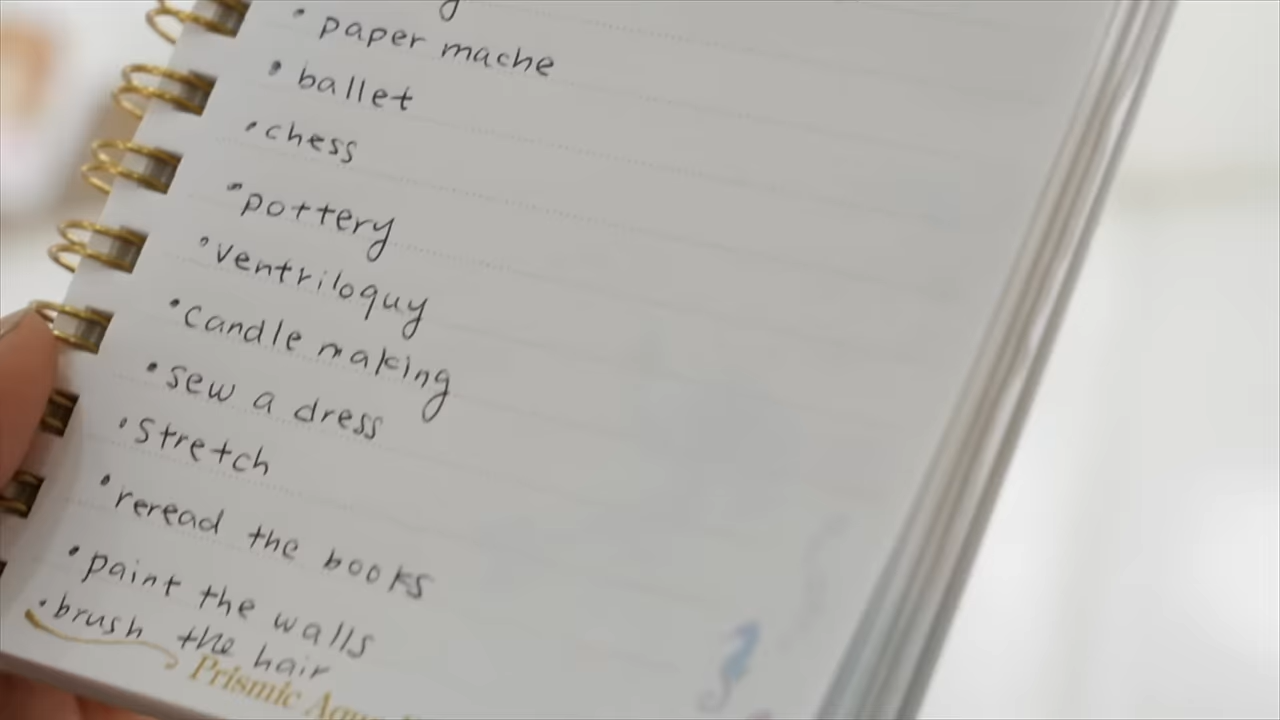 • paper mache
• ballet
• chess
• pottery
• ventriloquy
• candle making
• sew a dress
• stretch
• reread the books
• paint the walls
• brush the hair
Prismic